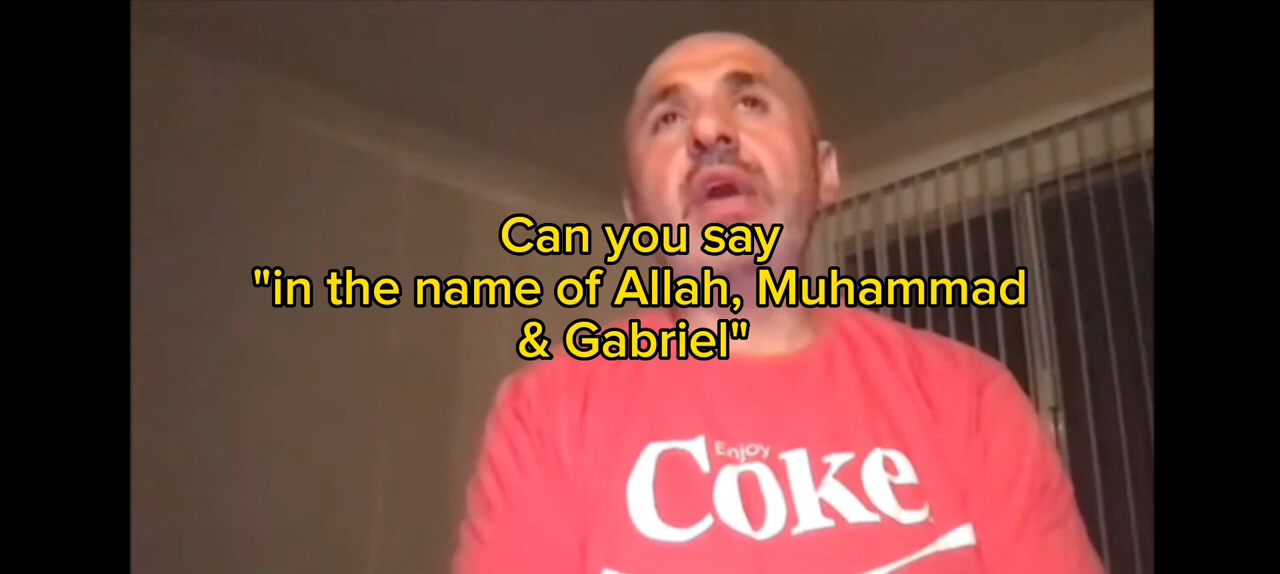 Can you say
"in the name of Allah, Muhammad
& Gabriel"
Enjoy
Coke